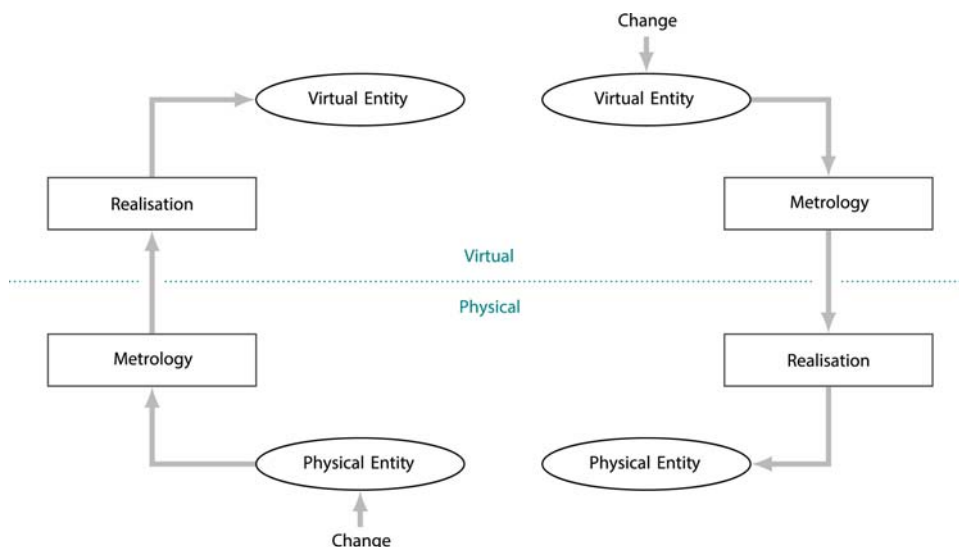 Change
Virtual Entity
Virtual Entity
Realisation
Metrology
Virtual
Physical
Metrology
Realisation
Physical Entity
Physical Entity
Change